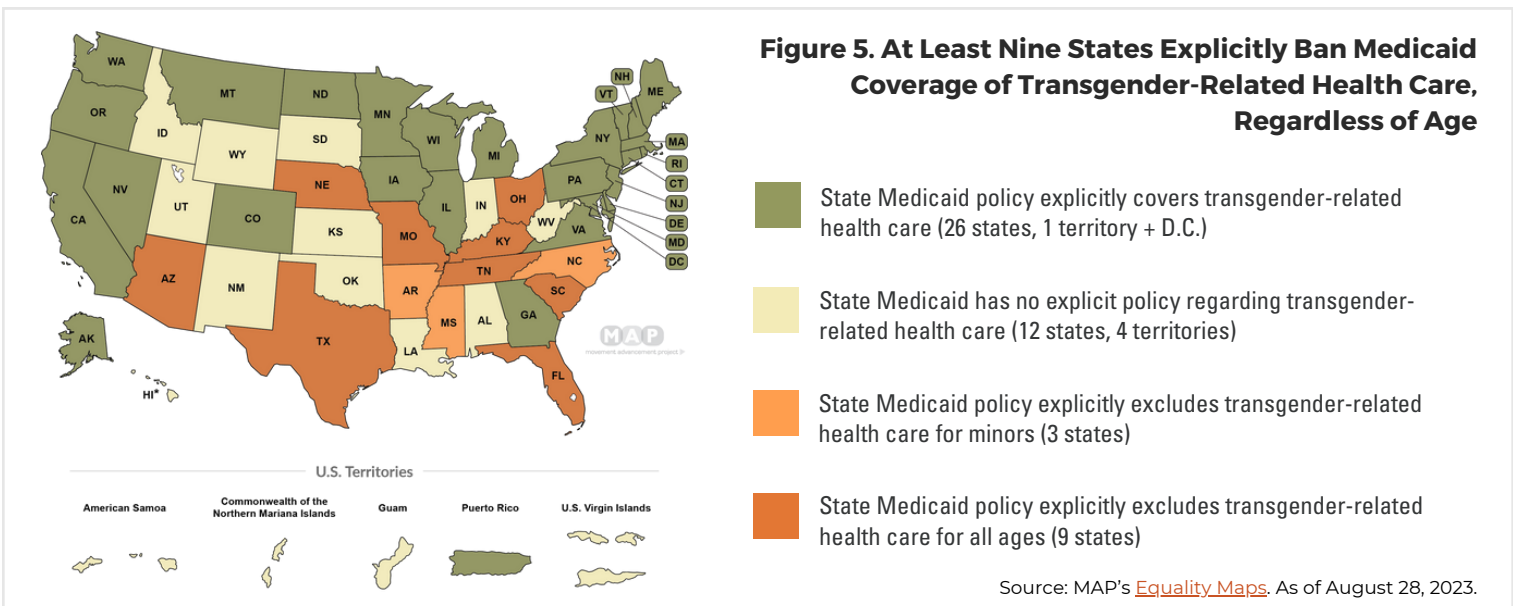 Figure 5. At Least Nine States Explicitly Ban Medicaid
Coverage of Transgender-Related Health Care,
Regardless of Age
WA
OR
CA
NV
ID
MT
WY
UT
AZ
CO
NM
ND
SD
NE
KS
OK
TX
MN
IA
MO
AR
LA
WI
IL
MI
IN
OH
KY
TN
MS
AL
GA
FL
SC
NC
VA
WV
PA
NY
VT
NH
ME
MA
RI
CT
NJ
DE
MD
DC
AK
HI*
MAP
movement advancement project
State Medicaid policy explicitly covers transgender-related
health care (26 states, 1 territory + D.C.)
State Medicaid has no explicit policy regarding transgender-
related health care (12 states, 4 territories)
State Medicaid policy explicitly excludes transgender-related
health care for minors (3 states)
State Medicaid policy explicitly excludes transgender-related
health care for all ages (9 states)
U.S. Territories
American Samoa
Commonwealth of the
Northern Mariana Islands
Guam
Puerto Rico
U.S. Virgin Islands
Source: MAP's Equality Maps. As of August 28, 2023.